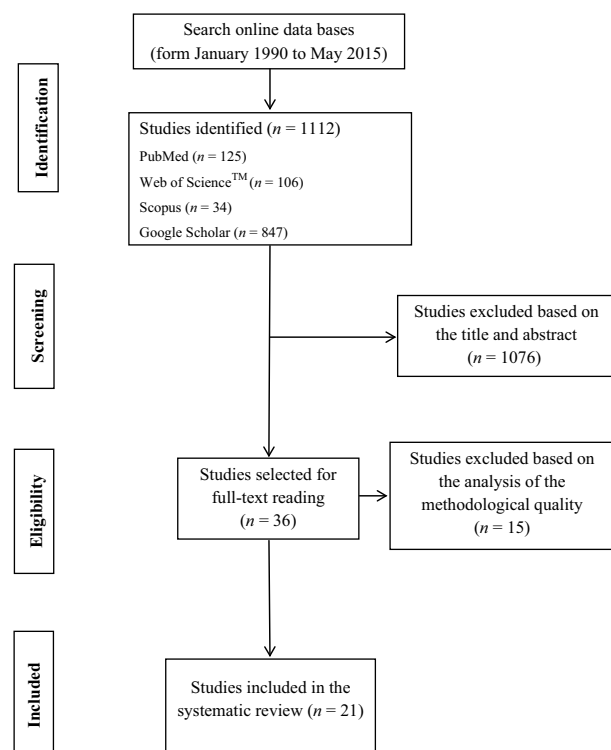 Search online data bases
(form January 1990 to May 2015)
Identification
Studies identified (n = 1112)
PubMed (n = 125)
Web of Science™ (n = 106)
Scopus (n = 34)
Google Scholar (n = 847)
Screening
Studies excluded based on
the title and abstract
(n = 1076)
Eligibility
Studies selected for
full-text reading
(n = 36)
Studies excluded based on
the analysis of the
methodological quality
(n = 15)
Included
Studies included in the
systematic review (n = 21)